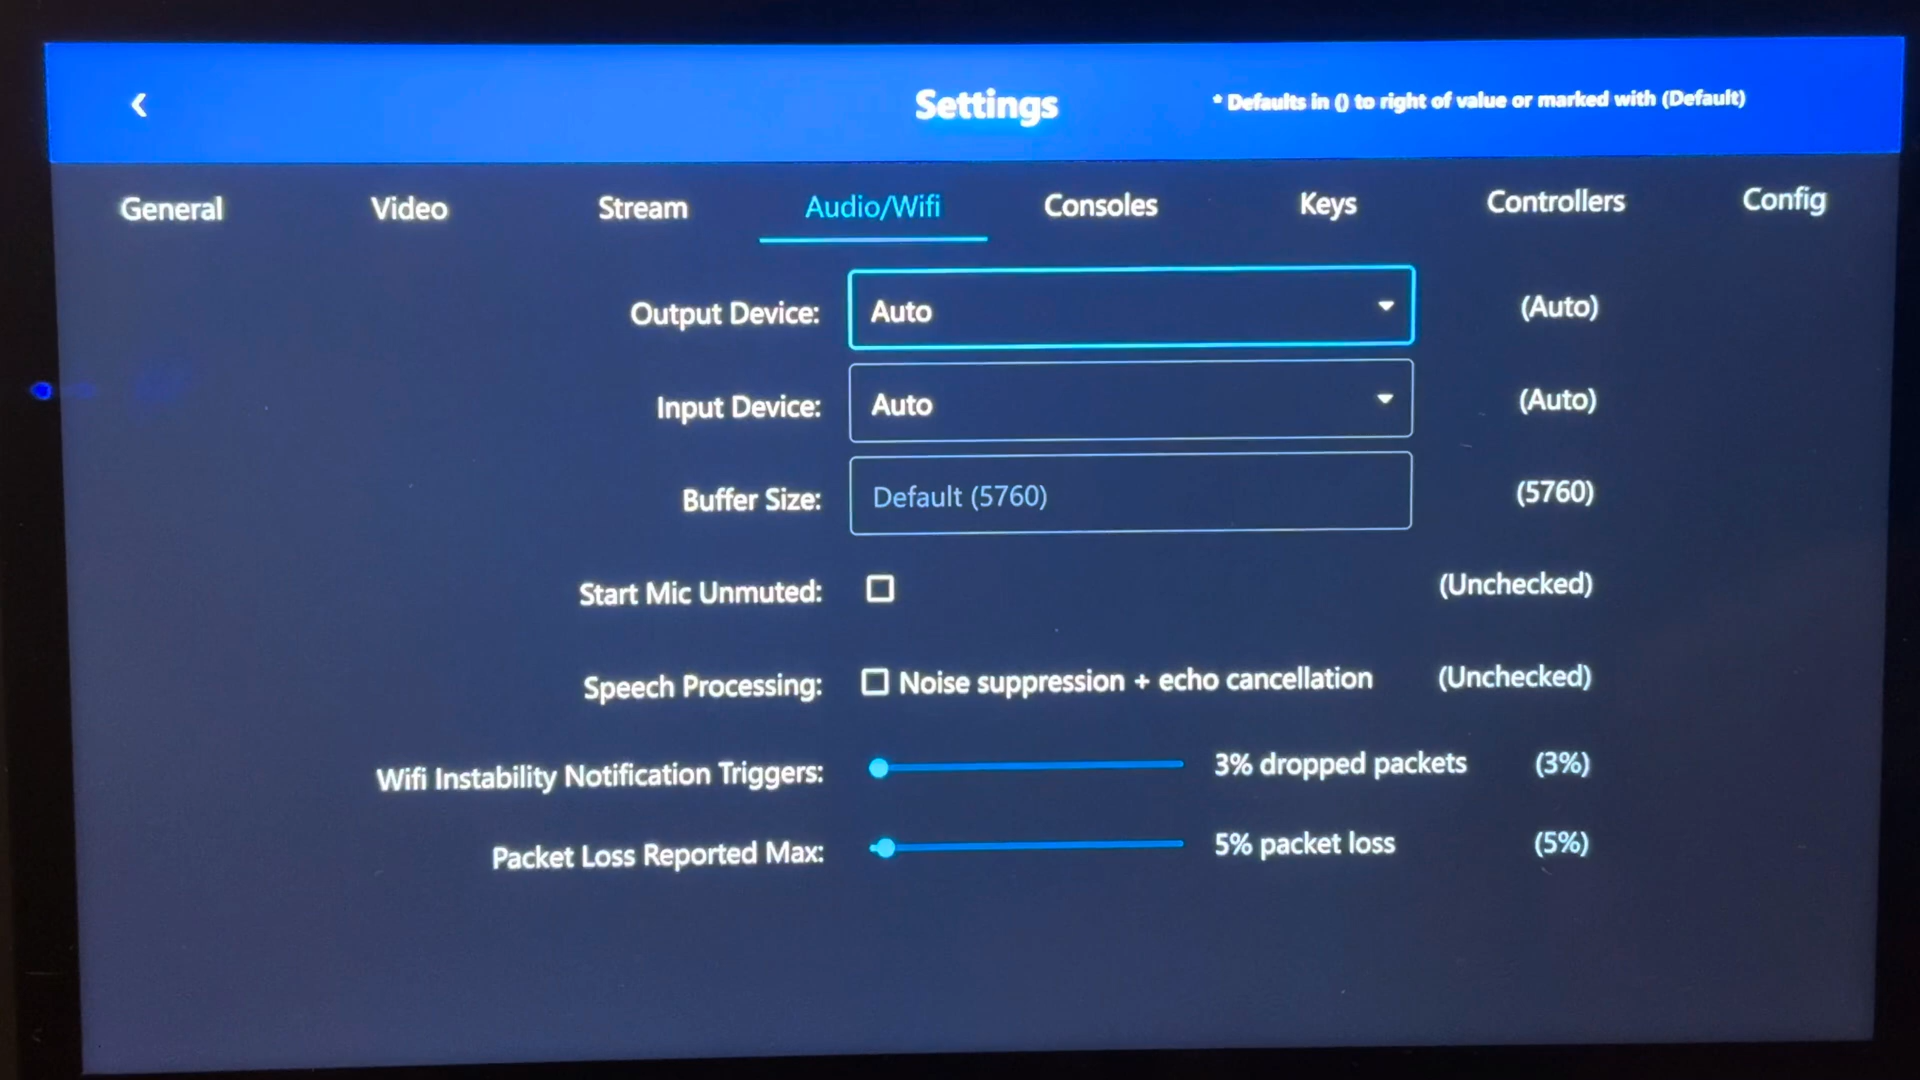 Settings
* Defaults in () to right of value or marked with (Default)
General Video Stream Audio/Wifi Consoles Keys Controllers Config
Output Device: Auto (Auto)
Input Device: Auto (Auto)
Buffer Size: Default (5760) (5760)
Start Mic Unmuted: (Unchecked)
Speech Processing: Noise suppression + echo cancellation (Unchecked)
Wifi Instability Notification Triggers: 3% dropped packets (3%)
Packet Loss Reported Max: 5% packet loss (5%)